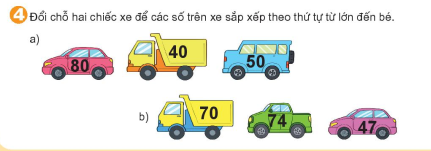 4 Đổi chỗ hai chiếc xe để các số trên xe sắp xếp theo thứ tự từ lớn đến bé.
a)
80 40 50
b) 70 74 47